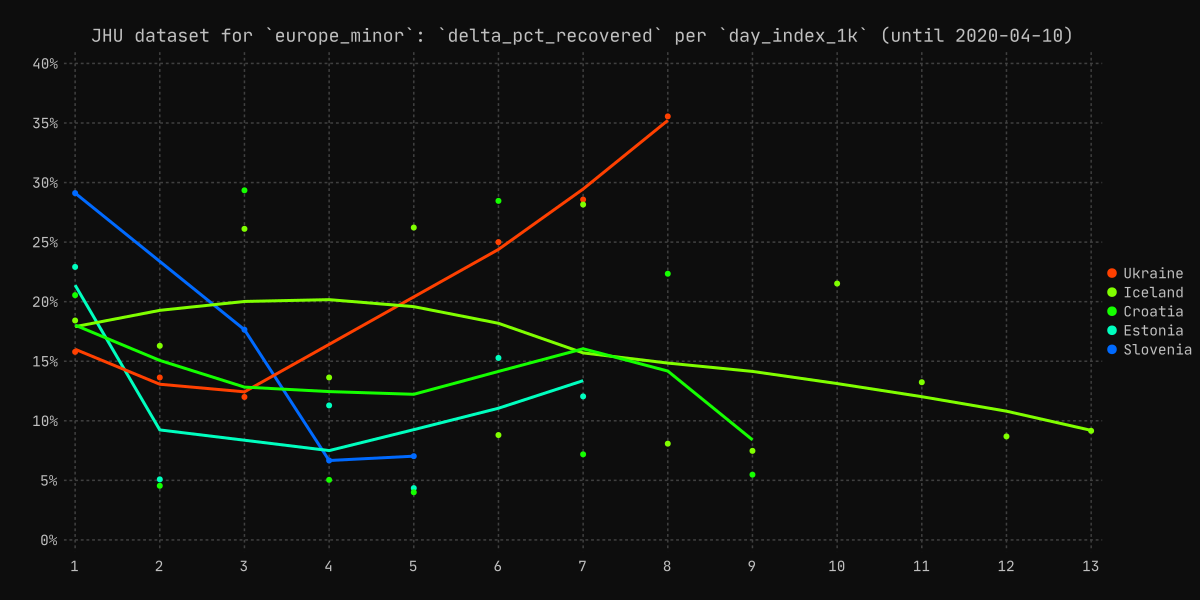 JHU dataset for `europe_minor`: `delta_pct_recovered` per `day_index_1k` (until 2020-04-10)
40%
35%
30%
25%
20%
15%
10%
5%
0%
1 2 3 4 5 6 7 8 9 10 11 12 13
Ukraine
Iceland
Croatia
Estonia
Slovenia